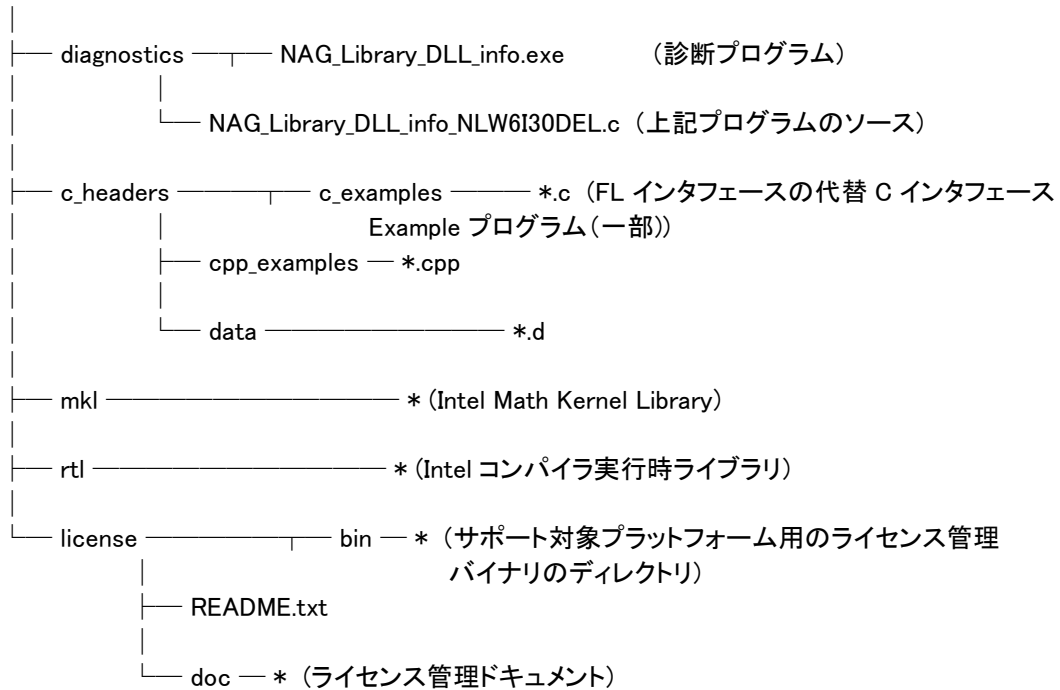 diagnostics NAG_Library_DLL_info.exe （診断プログラム）
NAG_Library_DLL_info_NLW6I30DEL.c （上記プログラムのソース）
c_headers c_examples *.c （FL インタフェースの代替 C インタフェース
Example プログラム（一部））
cpp_examples *.cpp
data *.d
mkl * (Intel Math Kernel Library)
rtl * (Intel コンパイラ実行時ライブラリ)
license bin * （サポート対象プラットフォーム用のライセンス管理
バイナリのディレクトリ）
README.txt
doc * （ライセンス管理ドキュメント）